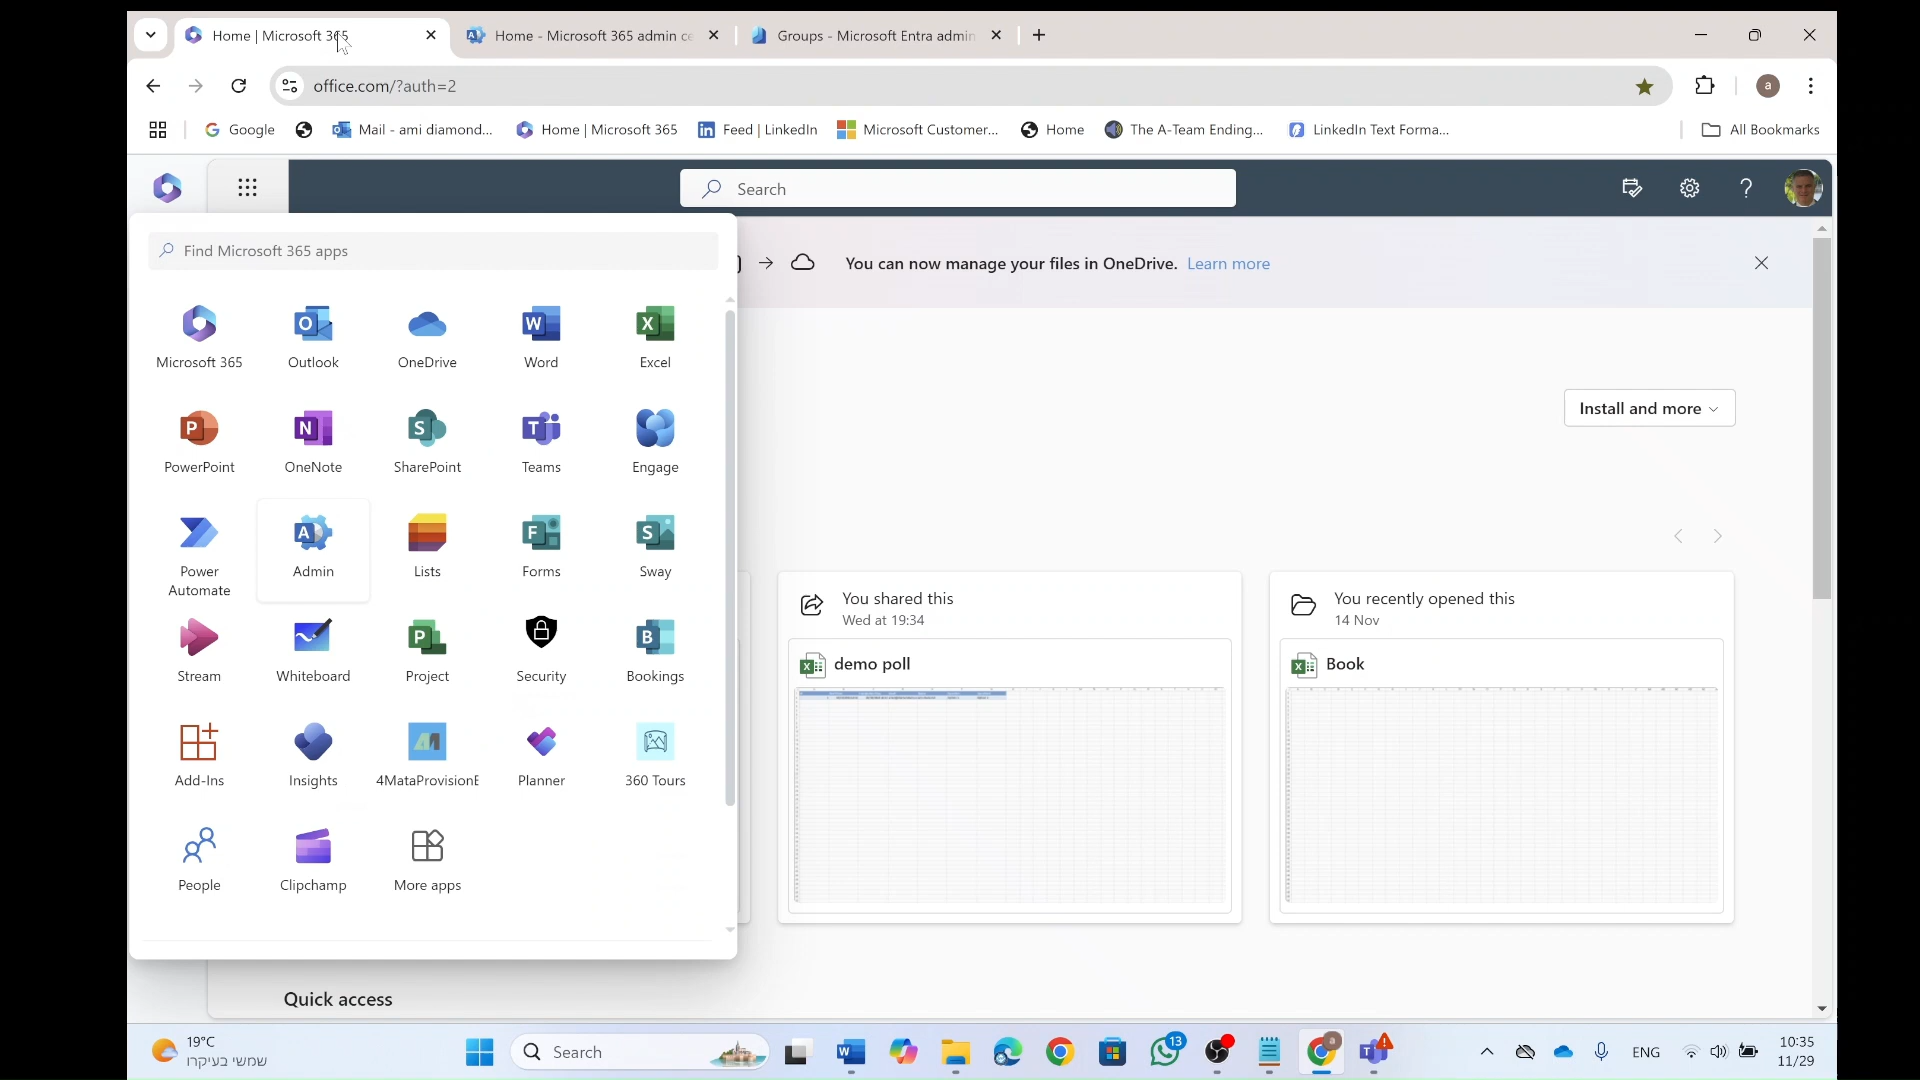 Home | Microsoft 365
Home - Microsoft 365 admin ce
Groups - Microsoft Entra admin
office.com/?auth=2
a
Google
Mail - ami diamond...
Home | Microsoft 365
Feed | LinkedIn
Microsoft Customer...
Home
The A-Team Ending...
LinkedIn Text Forma...
All Bookmarks
Search
Find Microsoft 365 apps
You can now manage your files in OneDrive. Learn more
Microsoft 365
Outlook
OneDrive
Word
Excel
Install and more
PowerPoint
OneNote
SharePoint
Teams
Engage
Power
Automate
Admin
Lists
Forms
Sway
You shared this
Wed at 19:34
You recently opened this
14 Nov
demo poll
Book
Stream
Whiteboard
Project
Security
Bookings
Add-Ins
Insights
4MataProvisionE
Planner
360 Tours
People
Clipchamp
More apps
Quick access
19°C
שמשי בעיקרו
Search
13
ENG
10:35
11/29